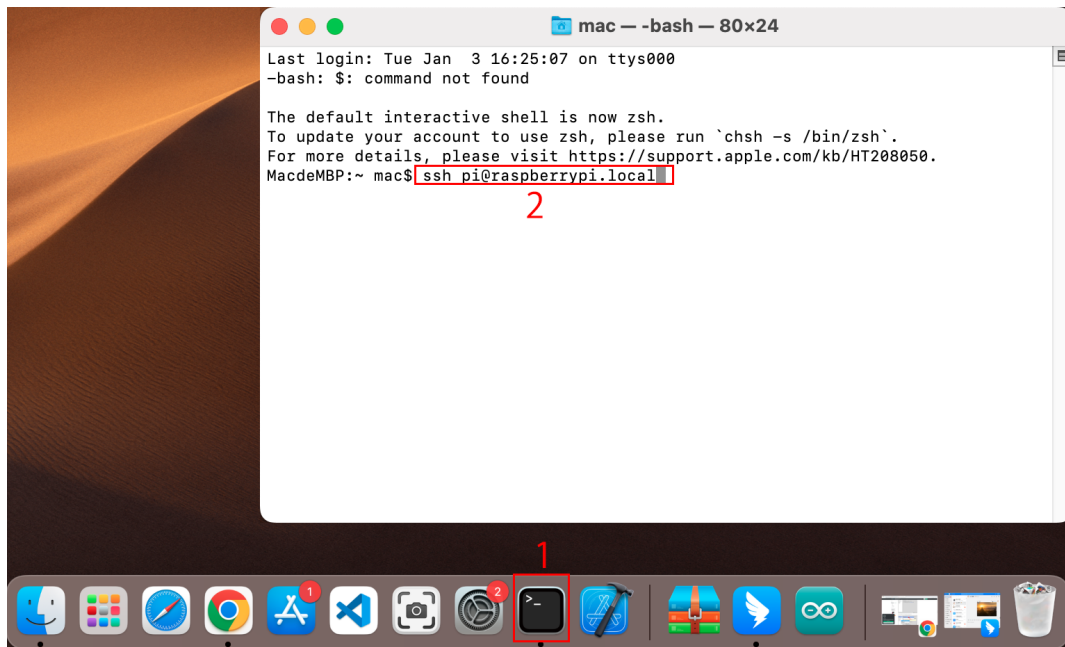 mac — -bash — 80×24
Last login: Tue Jan  3 16:25:07 on ttys000
-bash: $: command not found
The default interactive shell is now zsh.
To update your account to use zsh, please run `chsh -s /bin/zsh`.
For more details, please visit https://support.apple.com/kb/HT208050.
MacdeMBP:~ mac$ ssh pi@raspberrypi.local
2
1
1
2
>_